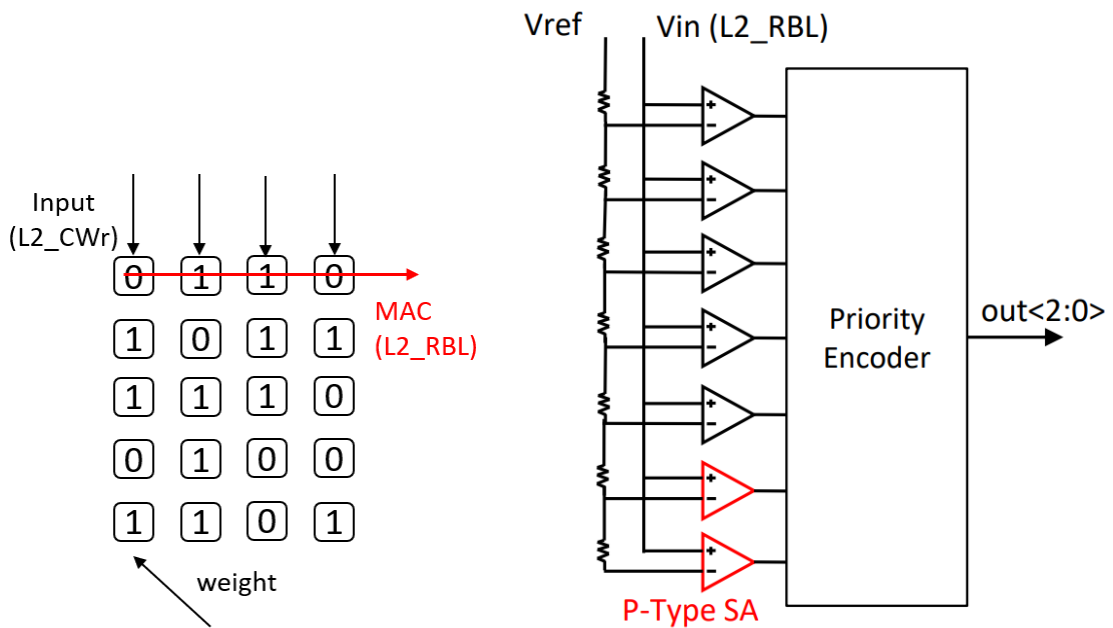 Input
(L2_CWr)
0 1 1 0
MAC
(L2_RBL)
1 0 1 1
1 1 1 0
0 1 0 0
1 1 0 1
weight
Vref Vin (L2_RBL)
+
−
+
−
+
−
+
−
+
−
+
−
+
−
P-Type SA
Priority
Encoder
out<2:0>